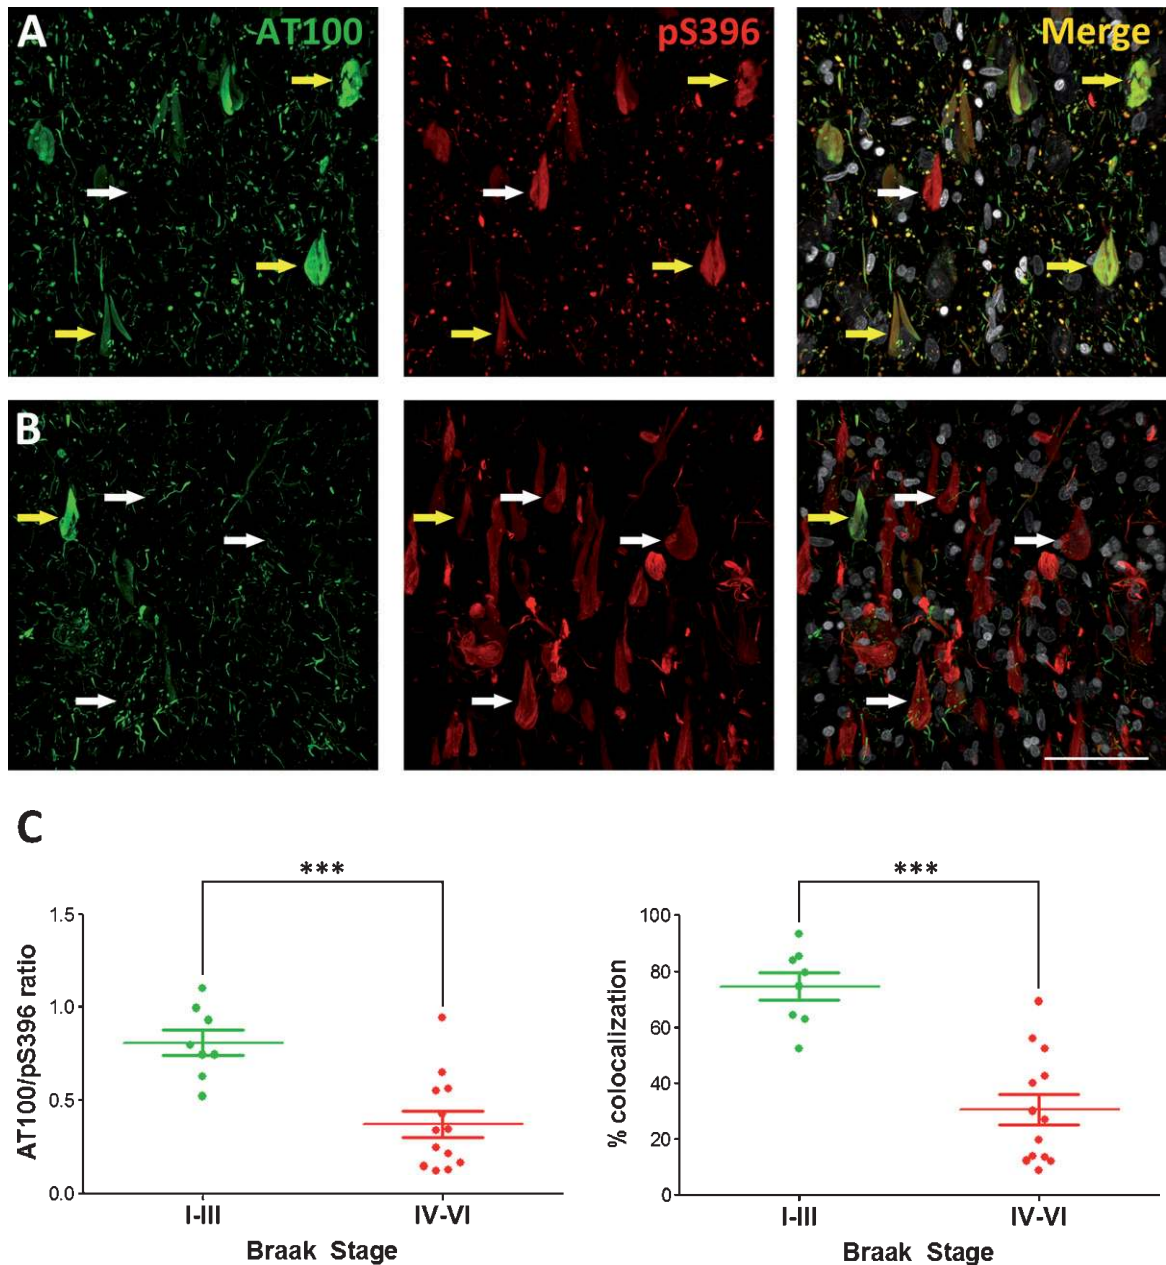 A AT100 pS396 Merge
B
C
*** ***
1.5 100
1.0 80
0.5 60
0.0 40
20
0
AT100/pS396 ratio
% colocalization
I-III IV-VI I-III IV-VI
Braak Stage Braak Stage